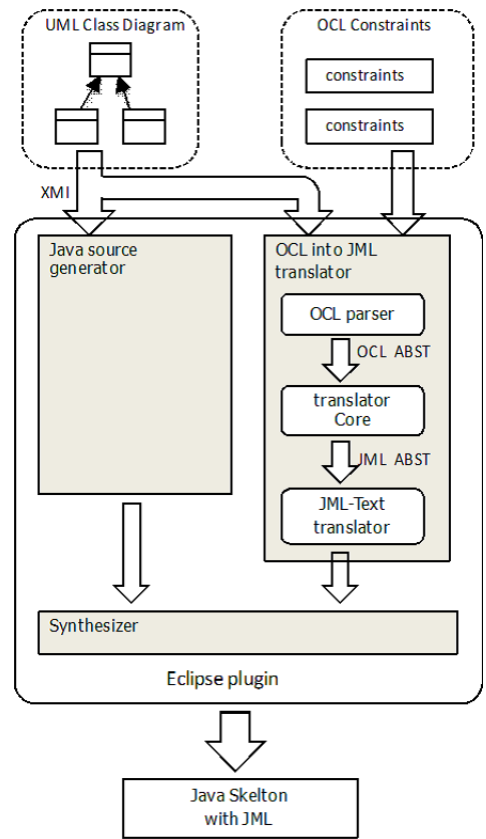 UML Class Diagram
OCL Constraints
constraints
constraints
XMI
Java source
generator
OCL into JML
translator
OCL parser
OCL ABST
translator
Core
JML ABST
JML-Text
translator
Synthesizer
Eclipse plugin
Java Skelton
with JML